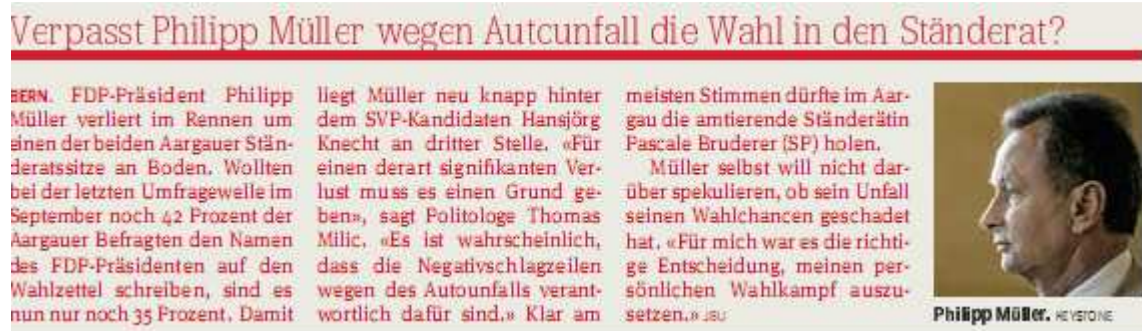 Verpasst Philipp Müller wegen Autounfall die Wahl in den Ständerat?
BERN. FDP-Präsident Philipp
Müller verliert im Rennen um
einen der beiden Aargauer Stän-
deratssitze an Boden. Wollten
bei der letzten Umfragewelle im
September noch 42 Prozent der
Aargauer Befragten den Namen
des FDP-Präsidenten auf den
Wahlzettel schreiben, sind es
nun nur noch 35 Prozent. Damit
liegt Müller neu knapp hinter
dem SVP-Kandidaten Hansjörg
Knecht an dritter Stelle. «Für
einen derart signifikanten Ver-
lust muss es einen Grund ge-
ben», sagt Politologe Thomas
Milic. «Es ist wahrscheinlich,
dass die Negativschlagzeilen
wegen des Autounfalls verant-
wortlich dafür sind.» Klar am
meisten Stimmen dürfte im Aar-
gau die amtierende Ständerätin
Pascale Bruderer (SP) holen.
Müller selbst will nicht dar-
über spekulieren, ob sein Unfall
seinen Wahlchancen geschadet
hat. «Für mich war es die richti-
ge Entscheidung, meinen per-
sönlichen Wahlkampf auszu-
setzen.» JBU
Philipp Müller. KEYSTONE